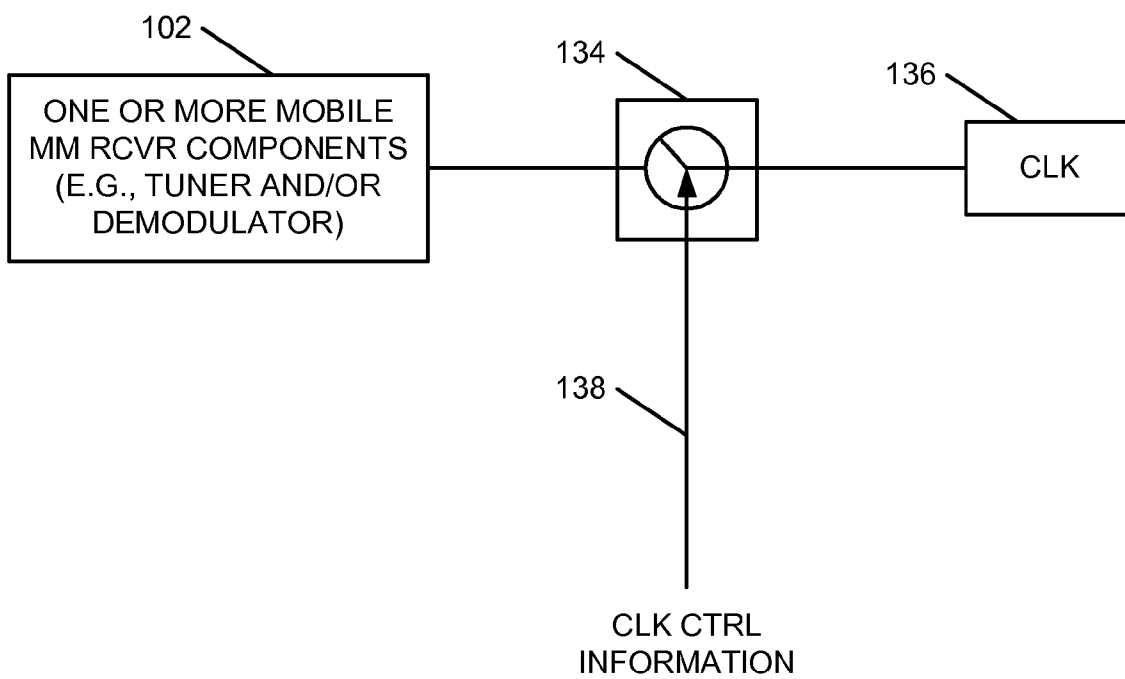 102
134
136
ONE OR MORE MOBILE
MM RCVR COMPONENTS
(E.G., TUNER AND/OR
DEMODULATOR)
CLK
138
CLK CTRL
INFORMATION